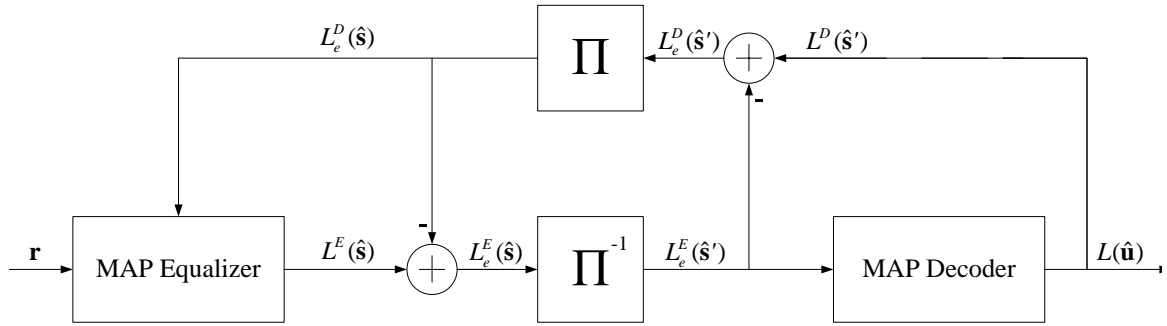 L_e^D(ŝ)
Π
L_e^D(ŝ′)
L^D(ŝ′)
+
-
r
MAP Equalizer
L^E(ŝ)
-
+
L_e^E(ŝ)
Π^-1
L_e^E(ŝ′)
MAP Decoder
L(û)